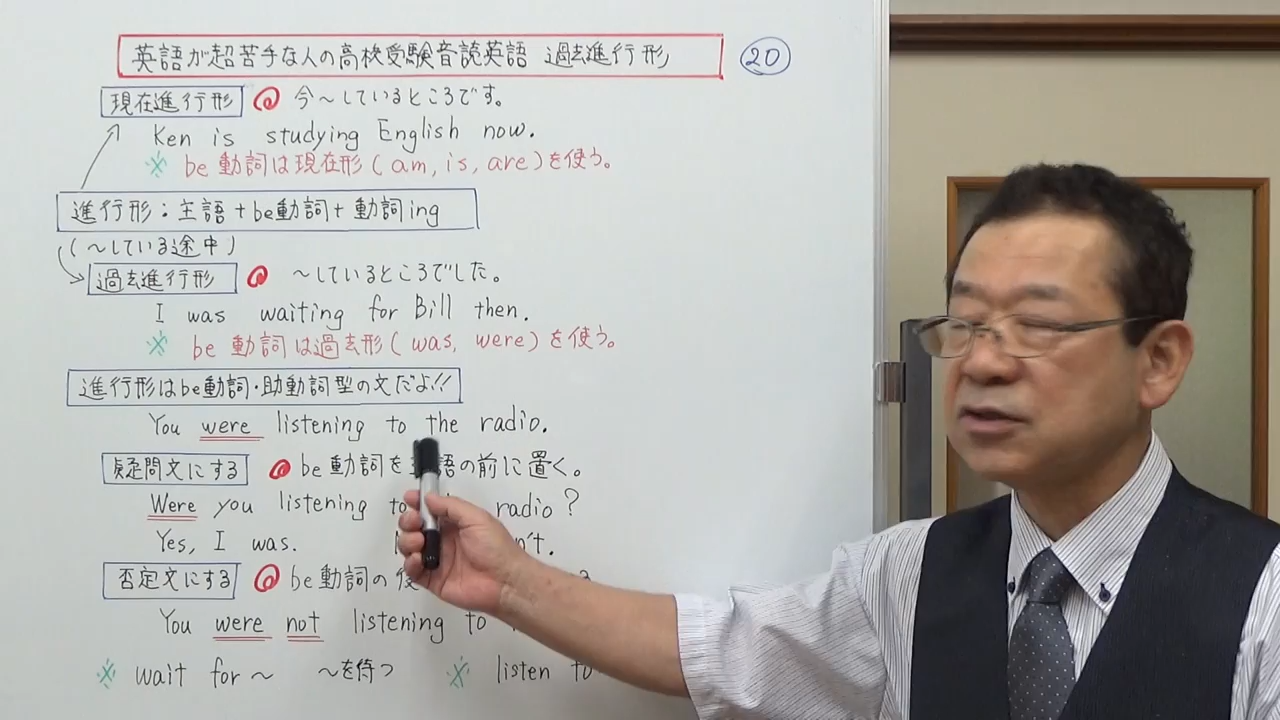 英語が超苦手な人の高校受験音読英語 過去進行形 20
現在進行形 今～しているところです。
Ken is studying English now.
※ be動詞は現在形(am, is, are)を使う。
進行形：主語+be動詞+動詞ing
(～している途中)
過去進行形 ～しているところでした。
I was waiting for Bill then.
※ be動詞は過去形(was, were)を使う。
進行形はbe動詞・助動詞型の文だよ!!
You were listening to the radio.
疑問文にする be動詞を主語の前に置く。
Were you listening to radio?
Yes, I was.
否定文にする be動詞の
You were not listening to
※ wait for～ ～を待つ ※ listen to